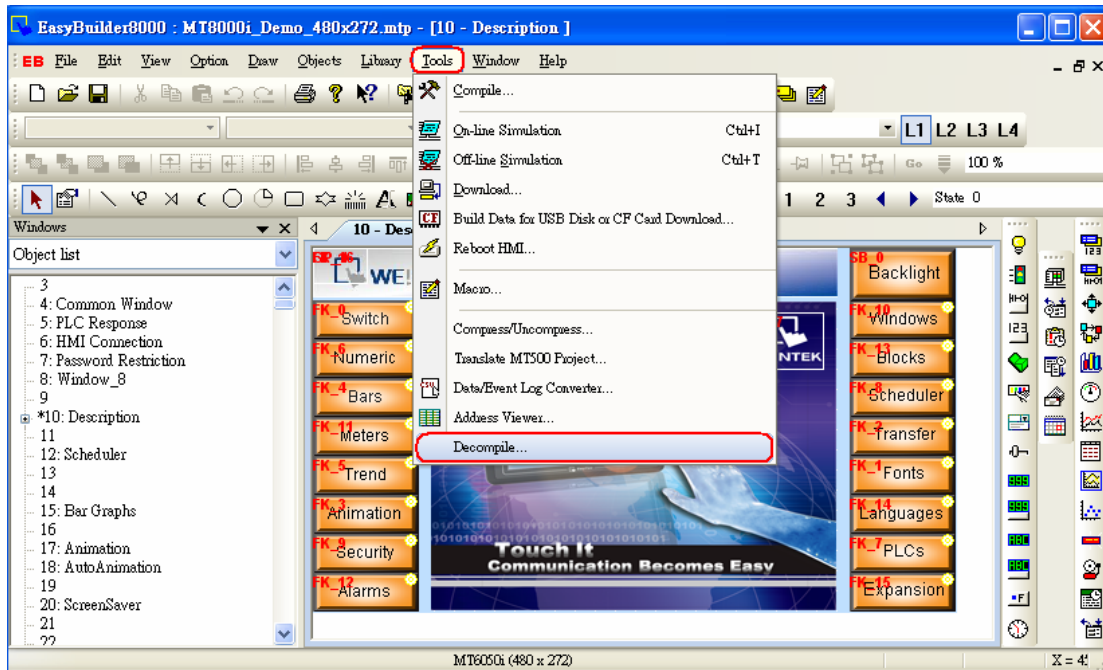 EasyBuilder8000 : MT8000i_Demo_480x272.mtp - [10 - Description ]
EB File Edit View Option Draw Objects Library Tools Window Help
Compile...
On-line Simulation Ctrl+I
L1 L2 L3 L4
Off-line Simulation Ctrl+T
Go 100 %
Download...
1 2 3 State 0
Windows
10 - Des
Build Data for USB Disk or CF Card Download...
Object list
Reboot HMI...
Macro...
Compress/Uncompress...
Translate MT500 Project...
Data/Event Log Converter...
Address Viewer...
Decompile...
3
4: Common Window
5: PLC Response
6: HMI Connection
7: Password Restriction
8: Window_8
9
*10: Description
11
12: Scheduler
13
14
15: Bar Graphs
16
17: Animation
18: AutoAnimation
19
20: ScreenSaver
21
22
WE!
SB_0
Backlight
FK_0
Switch
FK_10
Windows
FK_6
Numeric
NTEK
FK_13
Blocks
FK_4
Bars
FK_8
Scheduler
FK_11
Meters
FK_2
Transfer
FK_5
Trend
FK_1
Fonts
FK_3
Animation
FK_14
Languages
FK_9
Security
Touch It
Communication Becomes Easy
FK_7
PLCs
FK_12
Alarms
FK_15
Expansion
MT6050i (480 x 272)